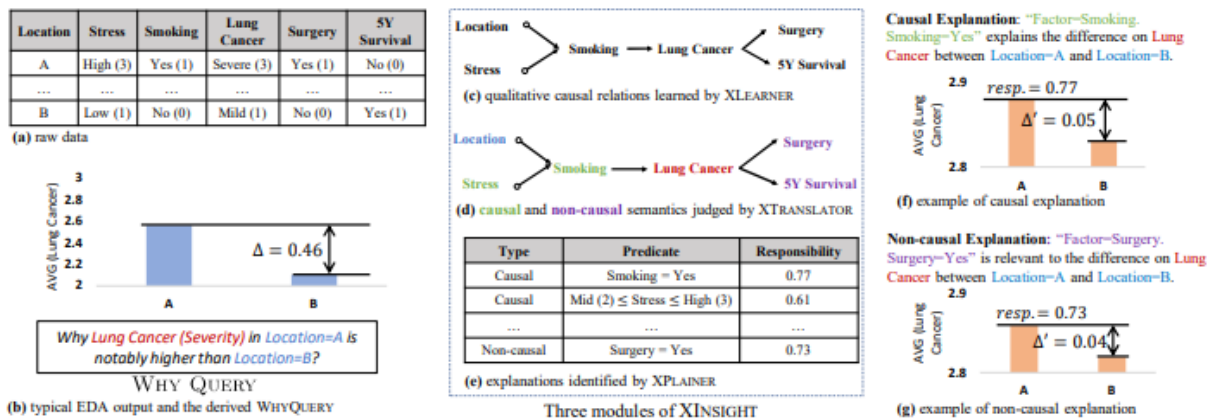 Location Stress Smoking Lung Cancer Surgery 5Y Survival
A High (3) Yes (1) Severe (3) Yes (1) No (0)
... ... ... ... ... ...
B Low (1) No (0) Mild (1) No (0) Yes (1)
(a) raw data
AVG (Lung Cancer)
3
2.8
2.6
2.4
2.2
2
Δ = 0.46
A B
Why Lung Cancer (Severity) in Location=A is
notably higher than Location=B?
WHY QUERY
(b) typical EDA output and the derived WHYQUERY
Location
Stress
Smoking
Lung Cancer
Surgery
5Y Survival
(c) qualitative causal relations learned by XLEARNER
Location
Stress
Smoking
Lung Cancer
Surgery
5Y Survival
(d) causal and non-causal semantics judged by XTRANSLATOR
Type Predicate Responsibility
Causal Smoking = Yes 0.77
Causal Mid (2) ≤ Stress ≤ High (3) 0.61
... ... ...
Non-causal Surgery = Yes 0.73
(e) explanations identified by XPLAINER
Three modules of XINSIGHT
Causal Explanation: "Factor=Smoking.
Smoking=Yes" explains the difference on Lung
Cancer between Location=A and Location=B.
2.9
resp. = 0.77
Δ′ = 0.05
AVG (Lung
Cancer)
2.8
A B
(f) example of causal explanation
Non-causal Explanation: "Factor=Surgery.
Surgery=Yes" is relevant to the difference on Lung
Cancer between Location=A and Location=B.
2.9
resp. = 0.73
Δ′ = 0.04
AVG (Lung
Cancer)
2.8
A B
(g) example of non-causal explanation